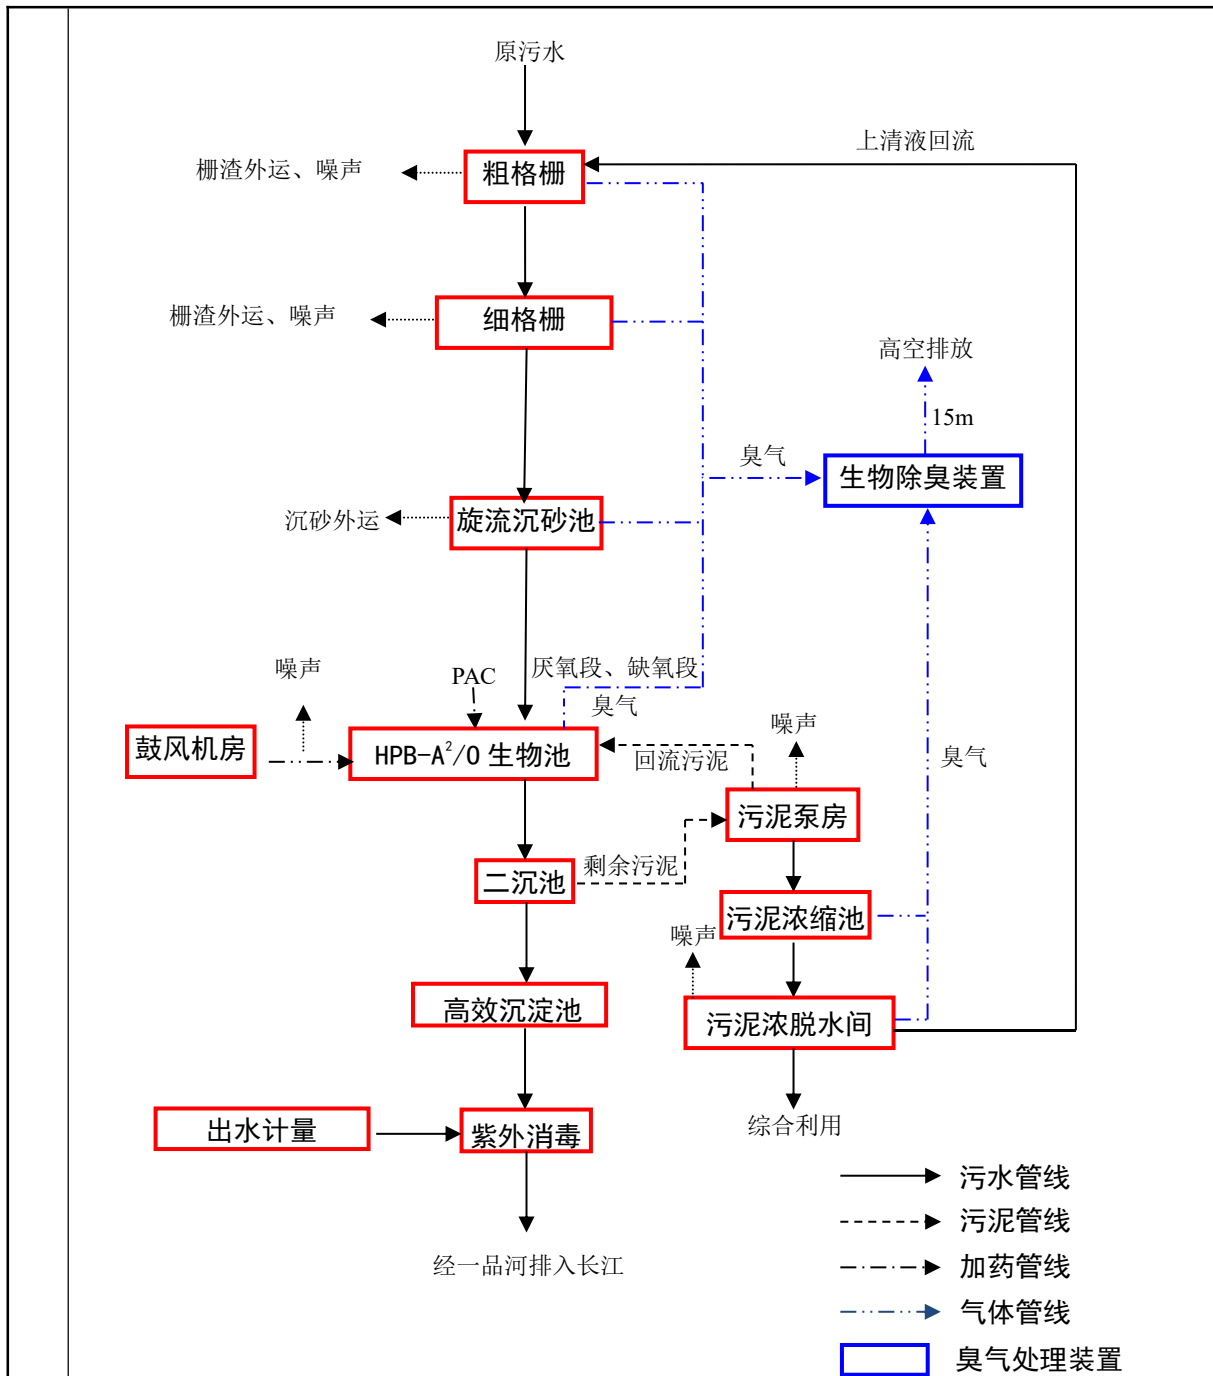 原污水
上清液回流
栅渣外运、噪声
粗格栅
栅渣外运、噪声
细格栅
高空排放
15m
臭气
生物除臭装置
沉砂外运
旋流沉砂池
噪声
PAC
厌氧段、缺氧段
臭气
噪声
鼓风机房
HPB-A²/O 生物池
回流污泥
臭气
污泥泵房
二沉池
剩余污泥
污泥浓缩池
噪声
高效沉淀池
污泥浓脱水间
出水计量
紫外消毒
综合利用
污水管线
污泥管线
经一品河排入长江
加药管线
气体管线
臭气处理装置